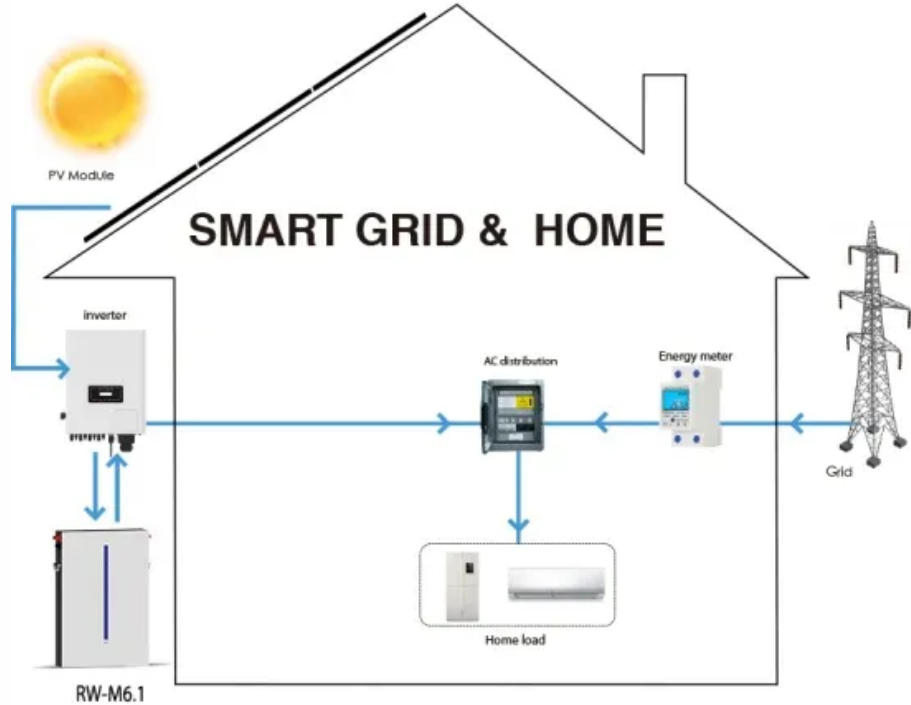 PV Module
SMART GRID & HOME
inverter
AC distribution
Energy meter
Grid
Home load
RW-M6.1